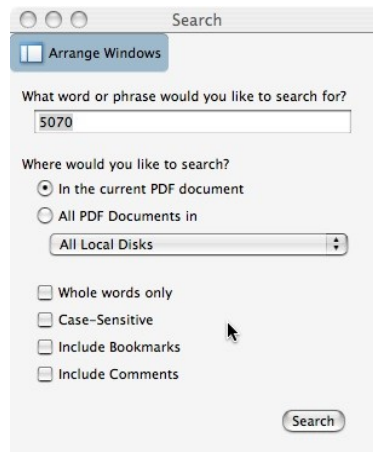 Search
Arrange Windows
What word or phrase would you like to search for?
5070
Where would you like to search?
In the current PDF document
All PDF Documents in
All Local Disks
Whole words only
Case-Sensitive
Include Bookmarks
Include Comments
Search